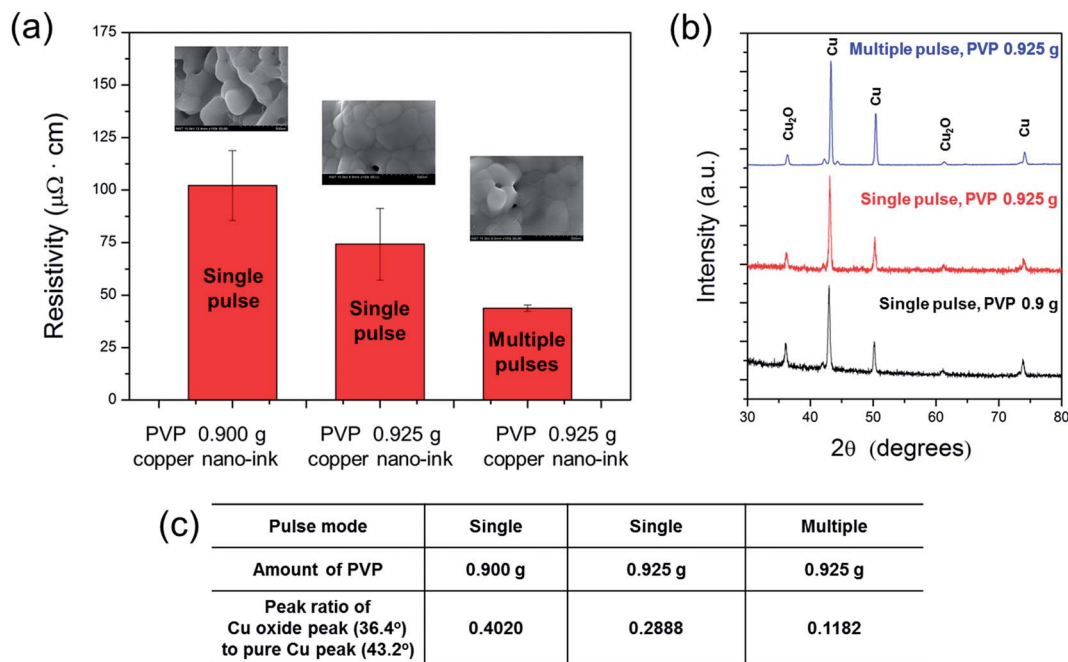 (a)
175
150
125
100
75
50
25
0
Resistivity (μΩ · cm)
Single
pulse
Single
pulse
Multiple
pulses
PVP 0.900 g
copper nano-ink
PVP 0.925 g
copper nano-ink
PVP 0.925 g
copper nano-ink
(b)
Intensity (a.u.)
Multiple pulse, PVP 0.925 g
Cu₂O
Cu
Cu
Cu₂O
Cu
Single pulse, PVP 0.925 g
Single pulse, PVP 0.9 g
30 40 50 60 70 80
2θ (degrees)
(c)
Pulse mode Single Single Multiple
Amount of PVP 0.900 g 0.925 g 0.925 g
Peak ratio of
Cu oxide peak (36.4°)
to pure Cu peak (43.2°)
0.4020 0.2888 0.1182